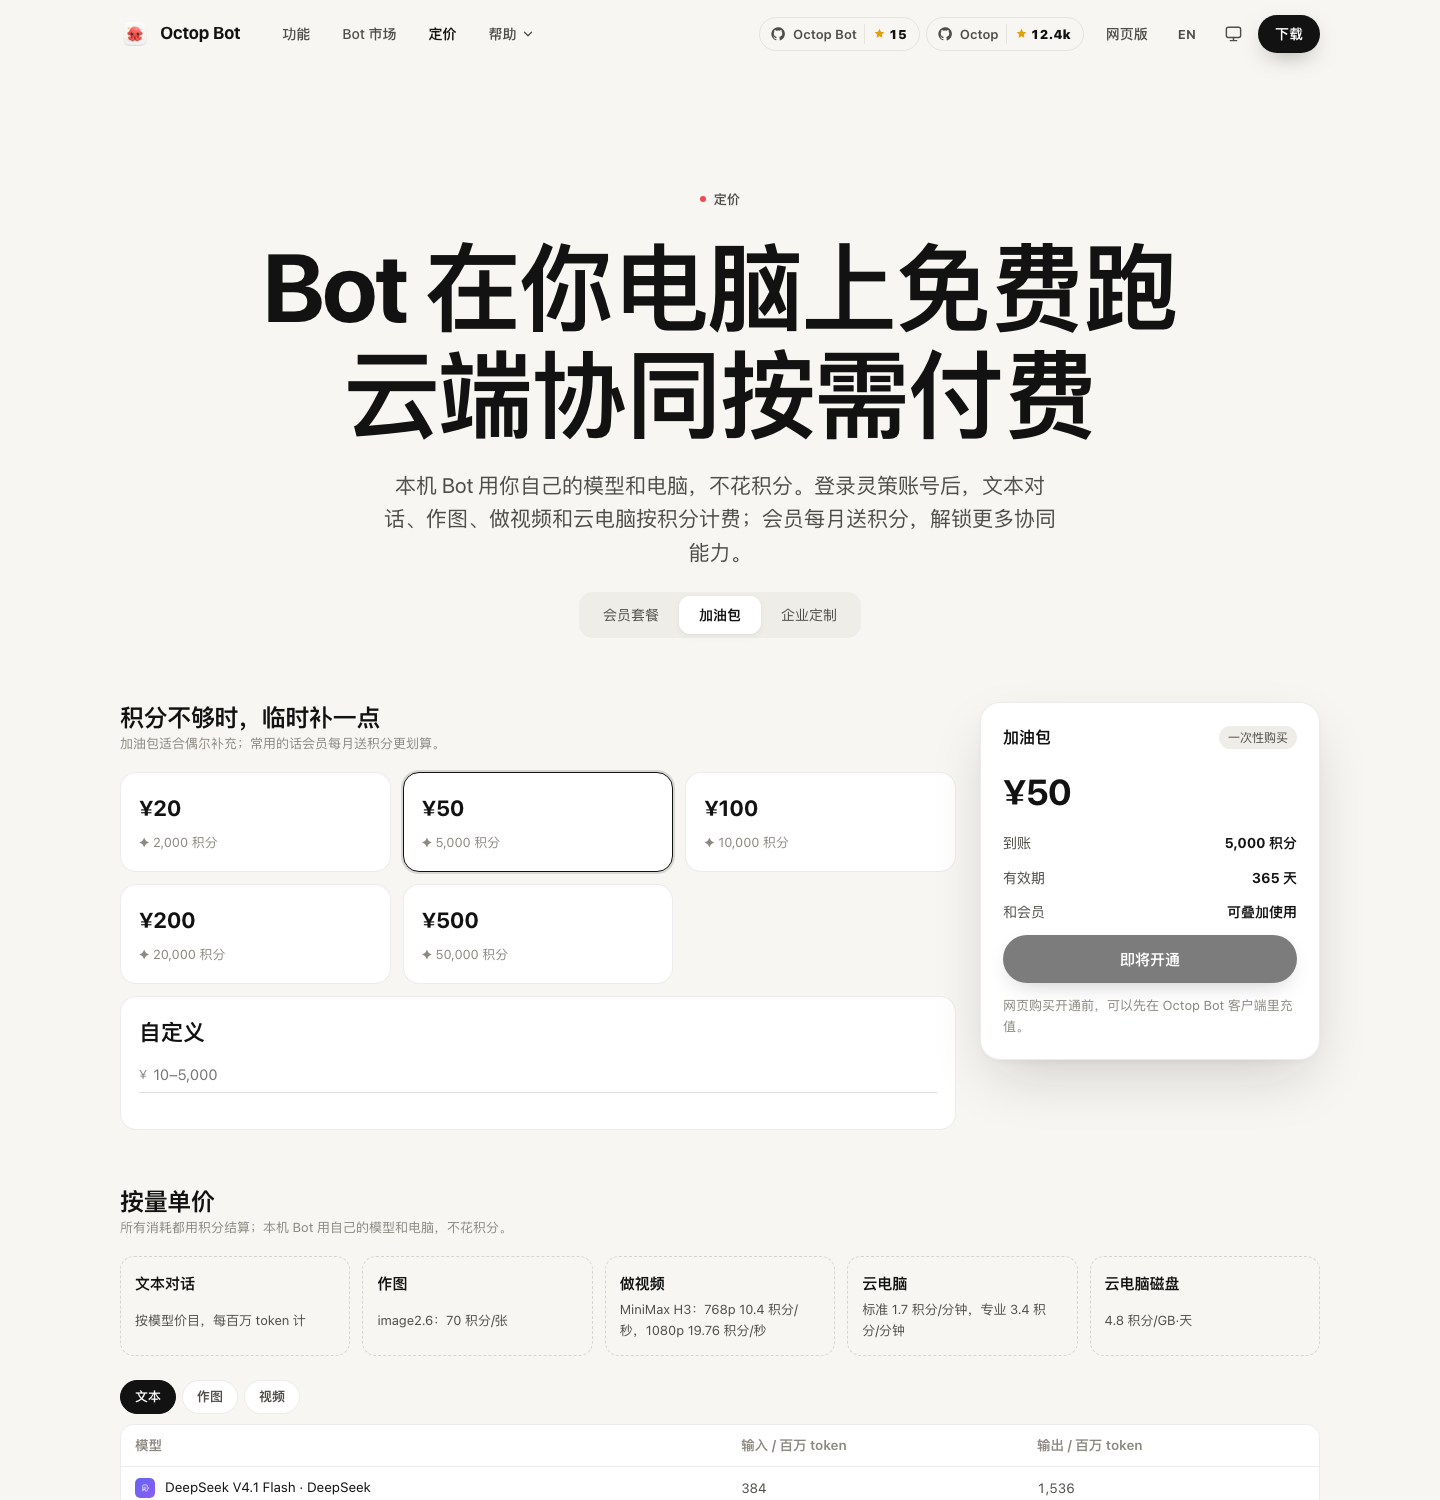 Octop Bot
功能
Bot 市场
定价
帮助
Octop Bot
15
Octop
12.4k
网页版
EN
下载
定价
Bot 在你电脑上免费跑
云端协同按需付费
本机 Bot 用你自己的模型和电脑，不花积分。登录灵策账号后，文本对
话、作图、做视频和云电脑按积分计费；会员每月送积分，解锁更多协同
能力。
会员套餐
加油包
企业定制
积分不够时，临时补一点
加油包适合偶尔补充；常用的话会员每月送积分更划算。
¥20
2,000 积分
¥50
5,000 积分
¥100
10,000 积分
¥200
20,000 积分
¥500
50,000 积分
自定义
¥ 10–5,000
加油包
一次性购买
¥50
到账
5,000 积分
有效期
365 天
和会员
可叠加使用
即将开通
网页购买开通前，可以先在 Octop Bot 客户端里充
值。
按量单价
所有消耗都用积分结算；本机 Bot 用自己的模型和电脑，不花积分。
文本对话
按模型价目，每百万 token 计
作图
image2.6：70 积分/张
做视频
MiniMax H3：768p 10.4 积分/
秒，1080p 19.76 积分/秒
云电脑
标准 1.7 积分/分钟，专业 3.4 积
分/分钟
云电脑磁盘
4.8 积分/GB·天
文本
作图
视频
模型
输入 / 百万 token
输出 / 百万 token
DeepSeek V4.1 Flash · DeepSeek
384
1,536